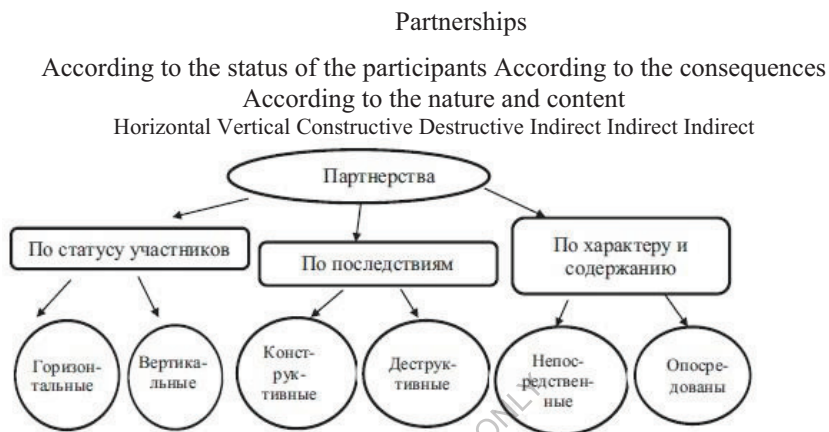 Partnerships
According to the status of the participants According to the consequences
According to the nature and content
Horizontal Vertical Constructive Destructive Indirect Indirect Indirect
Партнерства
По статусу участников
По последствиям
По характеру и
содержанию
Горизон-
тальные
Вертика-
льные
Конст-
рук-
тивные
Деструк-
тивные
Непос-
редствен-
ные
Опосре-
дованы
ONLY